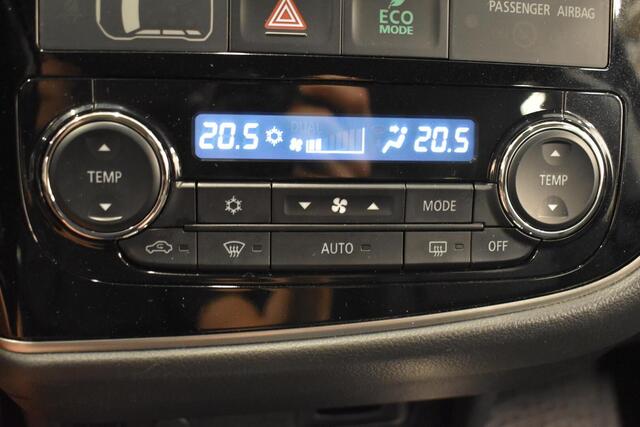 ECO
MODE
PASSENGER AIRBAG
20.5 20.5
TEMP
TEMP
MODE
AUTO
OFF